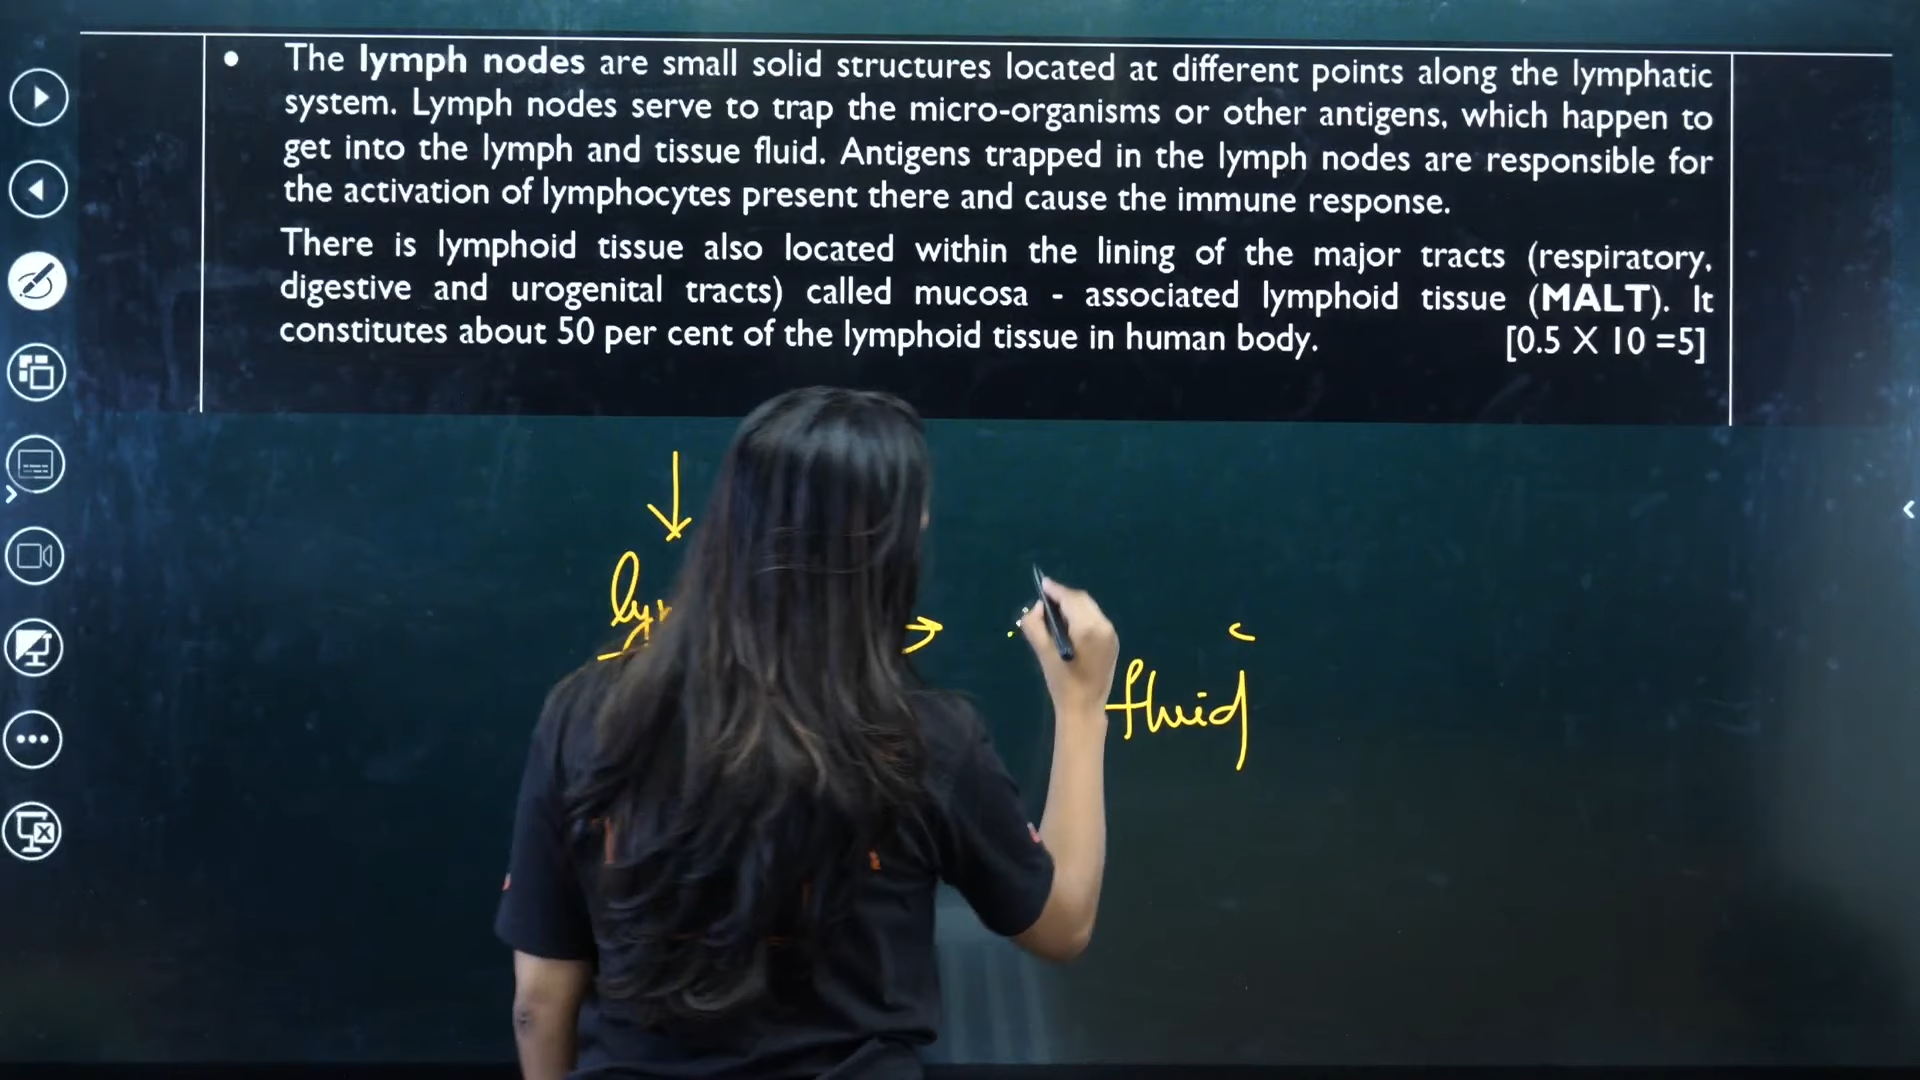 • The lymph nodes are small solid structures located at different points along the lymphatic
system. Lymph nodes serve to trap the micro-organisms or other antigens, which happen to
get into the lymph and tissue fluid. Antigens trapped in the lymph nodes are responsible for
the activation of lymphocytes present there and cause the immune response.
There is lymphoid tissue also located within the lining of the major tracts (respiratory,
digestive and urogenital tracts) called mucosa - associated lymphoid tissue (MALT). It
constitutes about 50 per cent of the lymphoid tissue in human body. [0.5 X 10 =5]
fluid